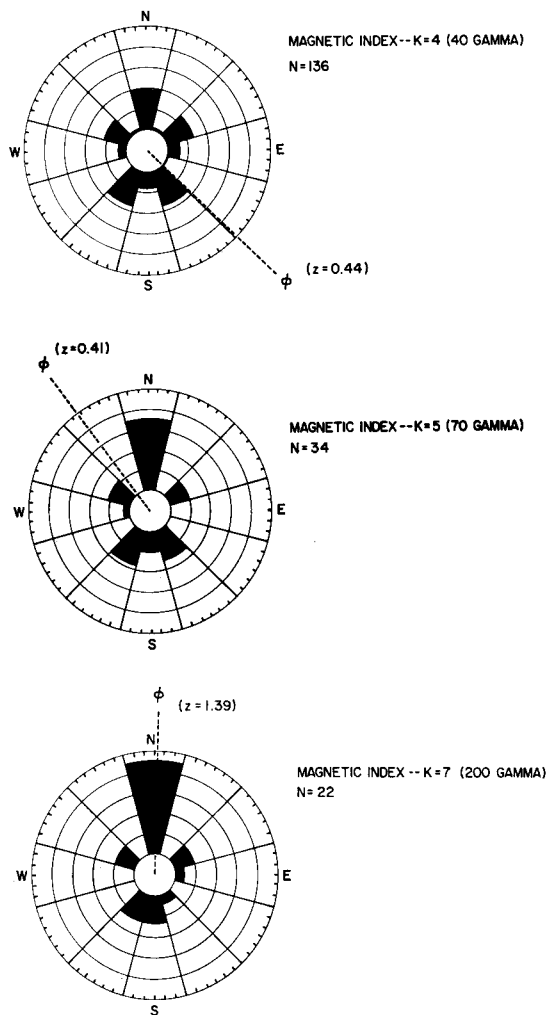 N
MAGNETIC INDEX--K=4 (40 GAMMA)
N=136
W
E
S
ϕ (z=0.44)
ϕ (z=0.41)
N
MAGNETIC INDEX--K=5 (70 GAMMA)
N=34
W
E
S
ϕ (z=1.39)
N
MAGNETIC INDEX--K=7 (200 GAMMA)
N=22
W
E
S